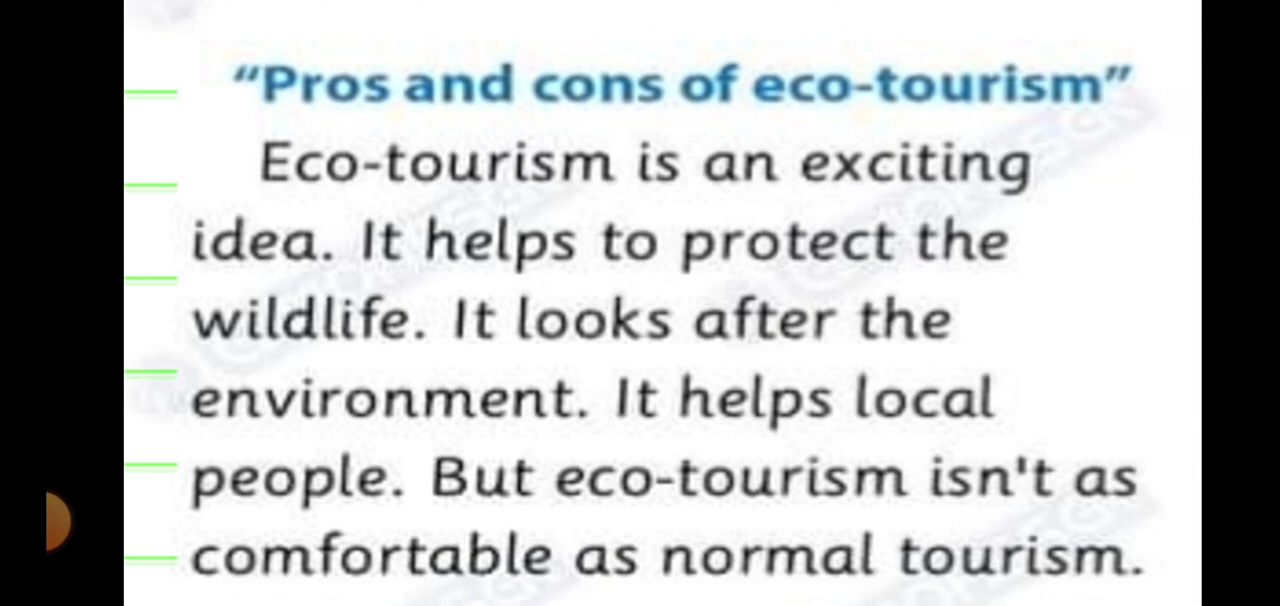 “Pros and cons of eco-tourism”
Eco-tourism is an exciting
idea. It helps to protect the
wildlife. It looks after the
environment. It helps local
people. But eco-tourism isn't as
comfortable as normal tourism.